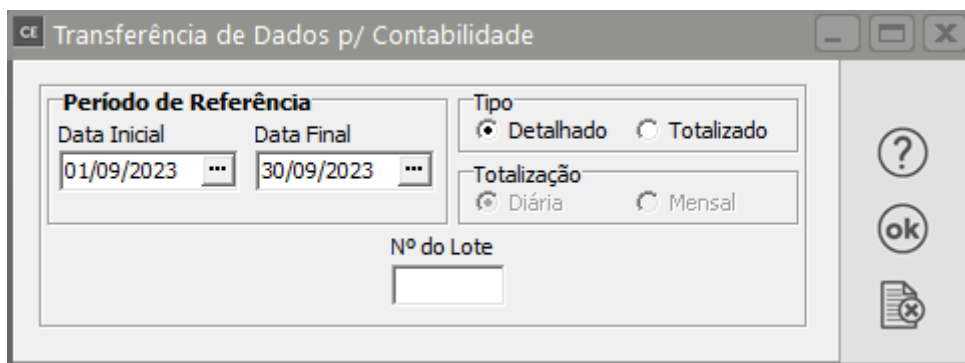 CE Transferência de Dados p/ Contabilidade
Período de Referência
Data Inicial Data Final
01/09/2023 ... 30/09/2023 ...
Tipo
Detalhado Totalizado
Totalização
Diária Mensal
Nº do Lote
?
ok